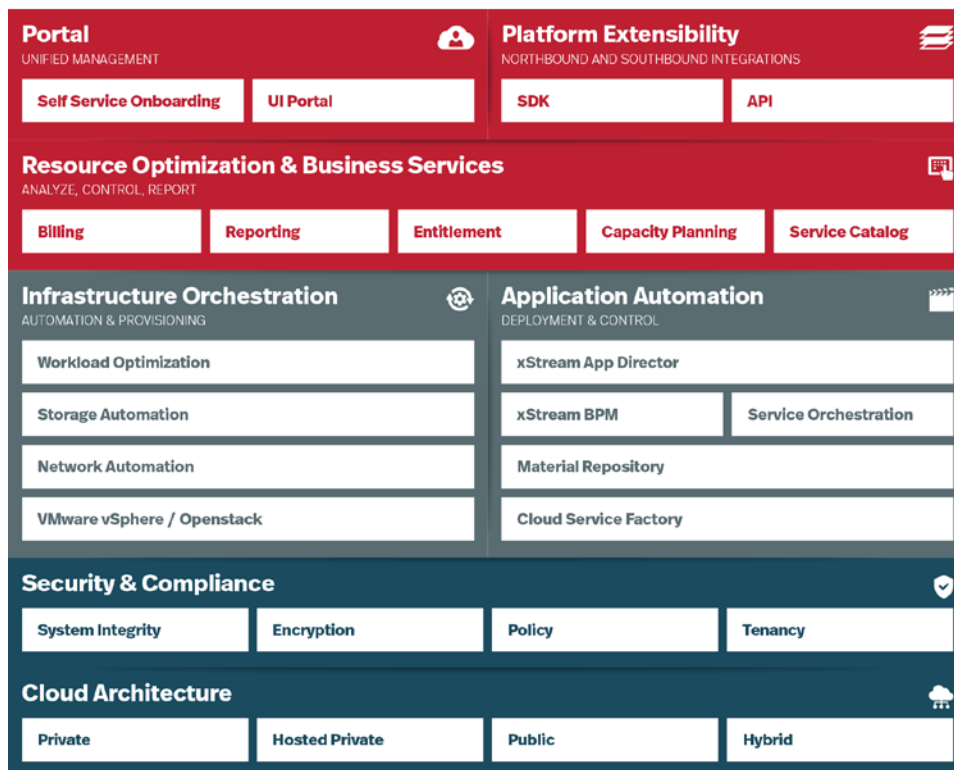 Portal
UNIFIED MANAGEMENT
Self Service Onboarding
UI Portal
Platform Extensibility
NORTHBOUND AND SOUTHBOUND INTEGRATIONS
SDK
API
Resource Optimization & Business Services
ANALYZE, CONTROL, REPORT
Billing
Reporting
Entitlement
Capacity Planning
Service Catalog
Infrastructure Orchestration
AUTOMATION & PROVISIONING
Workload Optimization
Storage Automation
Network Automation
VMware vSphere / Openstack
Application Automation
DEPLOYMENT & CONTROL
xStream App Director
xStream BPM
Service Orchestration
Material Repository
Cloud Service Factory
Security & Compliance
System Integrity
Encryption
Policy
Tenancy
Cloud Architecture
Private
Hosted Private
Public
Hybrid